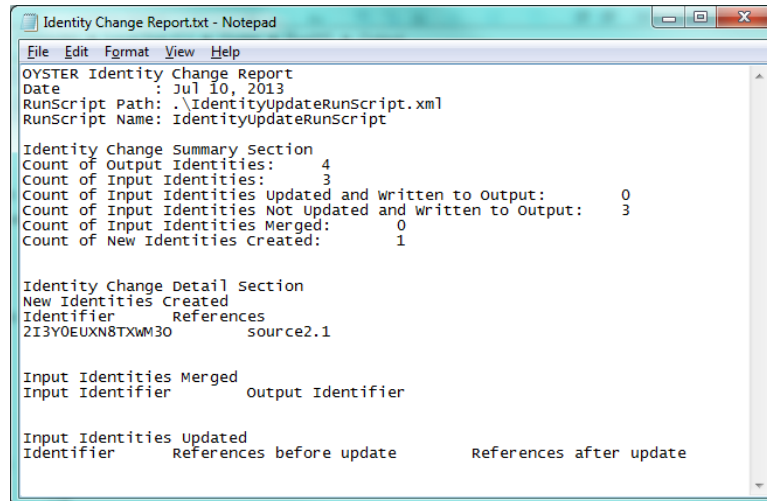 Identity Change Report.txt - Notepad
File Edit Format View Help
OYSTER Identity Change Report
Date : Jul 10, 2013
RunScript Path: .\IdentityUpdateRunScript.xml
RunScript Name: IdentityUpdateRunScript
Identity Change Summary Section
Count of Output Identities: 4
Count of Input Identities: 3
Count of Input Identities Updated and Written to Output: 0
Count of Input Identities Not Updated and Written to Output: 3
Count of Input Identities Merged: 0
Count of New Identities Created: 1
Identity Change Detail Section
New Identities Created
Identifier References
2I3Y0EUXN8TXWM3O source2.1
Input Identities Merged
Input Identifier Output Identifier
Input Identities Updated
Identifier References before update References after update